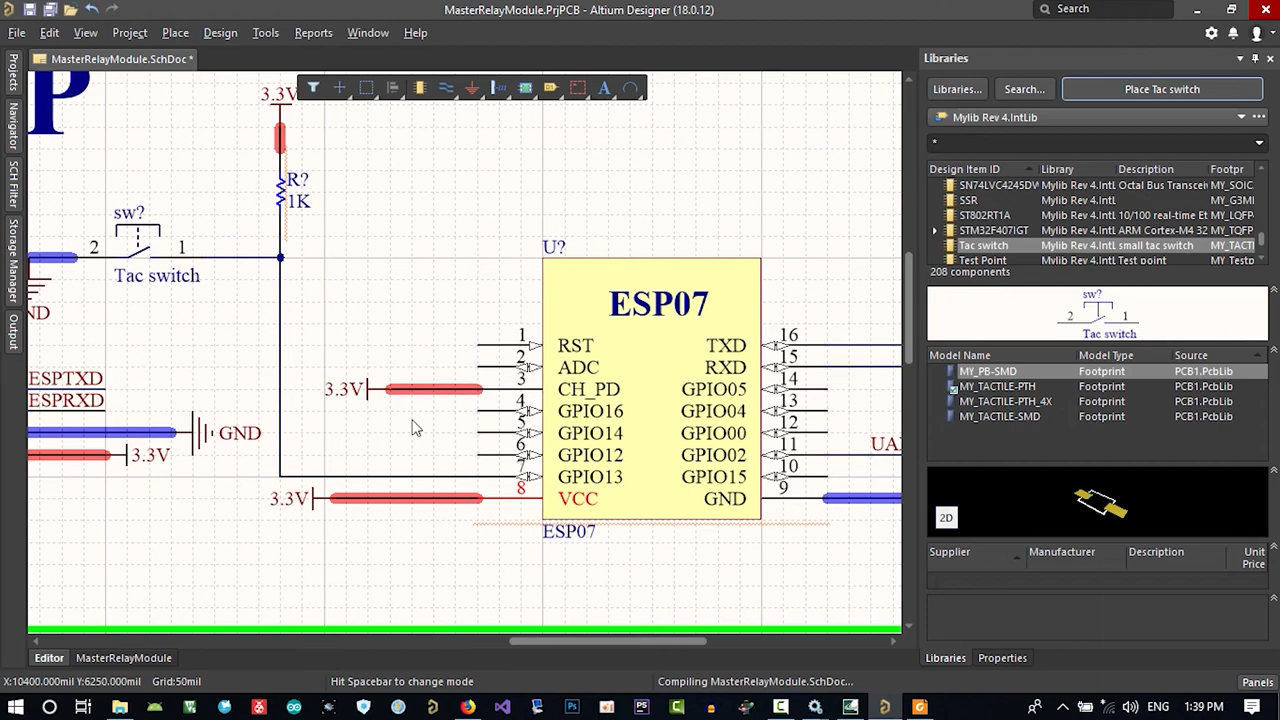 MasterRelayModule.PrjPCB - Altium Designer (18.0.12)
Search
File Edit View Project Place Design Tools Reports Window Help
MasterRelayModule.SchDoc *
Projects
Navigator
SCH Filter
Storage Manager
Output
P
3.3V
R?
1K
sw?
2 1
Tac switch
ND
ESPTXD
ESPRXD
GND
3.3V
U?
ESP07
1 RST TXD 16
2 ADC RXD 15
3.3V 3 CH_PD GPIO05 14
4 GPIO16 GPIO04 13
5 GPIO14 GPIO00 12
6 GPIO12 GPIO02 11 UA
7 GPIO13 GPIO15 10
3.3V 8 VCC GND 9
ESP07
Libraries
Libraries... Search... Place Tac switch
Mylib Rev 4.IntLib
*
Design Item ID Library Description Footpr
SN74LVC4245DW Mylib Rev 4.IntL Octal Bus Transcei MY_SOIC
SSR Mylib Rev 4.IntL MY_G3M
ST802RT1A Mylib Rev 4.IntL 10/100 real-time Et MY_LQFP
STM32F407IGT Mylib Rev 4.IntL ARM Cortex-M4 32 MY_TQFP
Tac switch Mylib Rev 4.IntL small tac switch MY_TACTI
Test Point Mylib Rev 4.IntL Test point MY_Testp
208 components
sw?
2 1
Tac switch
Model Name Model Type Source
MY_PB-SMD Footprint PCB1.PcbLib
MY_TACTILE-PTH Footprint PCB1.PcbLib
MY_TACTILE-PTH_4X Footprint PCB1.PcbLib
MY_TACTILE-SMD Footprint PCB1.PcbLib
2D
Supplier Manufacturer Description Unit Price
Editor MasterRelayModule
Libraries Properties
X:10400.000mil Y:6250.000mil Grid:50mil Hit Spacebar to change mode Compiling MasterRelayModule.SchDoc... Panels
ENG 1:39 PM